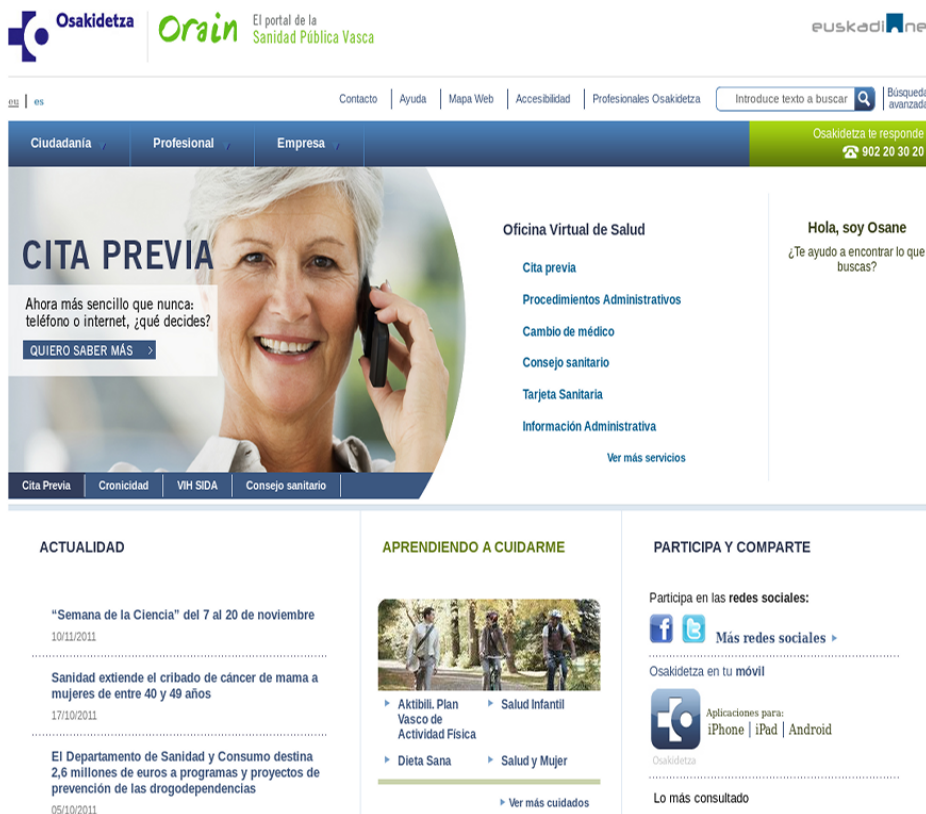 Osakidetza
Orain
El portal de la
Sanidad Pública Vasca
euskadi
eu | es
Contacto
Ayuda
Mapa Web
Accesibilidad
Profesionales Osakidetza
Introduce texto a buscar
Búsqueda
avanzada
Ciudadanía
Profesional
Empresa
Osakidetza te responde
902 20 30 20
CITA PREVIA
Ahora más sencillo que nunca:
teléfono o internet, ¿qué decides?
QUIERO SABER MÁS
Cita Previa
Cronicidad
VIH SIDA
Consejo sanitario
Oficina Virtual de Salud
Cita previa
Procedimientos Administrativos
Cambio de médico
Consejo sanitario
Tarjeta Sanitaria
Información Administrativa
Ver más servicios
Hola, soy Osane
¿Te ayudo a encontrar lo que
buscas?
ACTUALIDAD
“Semana de la Ciencia” del 7 al 20 de noviembre
10/11/2011
Sanidad extiende el cribado de cáncer de mama a
mujeres de entre 40 y 49 años
17/10/2011
El Departamento de Sanidad y Consumo destina
2,6 millones de euros a programas y proyectos de
prevención de las drogodependencias
05/10/2011
APRENDIENDO A CUIDARME
Aktibili. Plan
Vasco de
Actividad Física
Salud Infantil
Dieta Sana
Salud y Mujer
Ver más cuidados
PARTICIPA Y COMPARTE
Participa en las redes sociales:
Más redes sociales
Osakidetza en tu móvil
Aplicaciones para:
iPhone | iPad | Android
Osakidetza
Lo más consultado